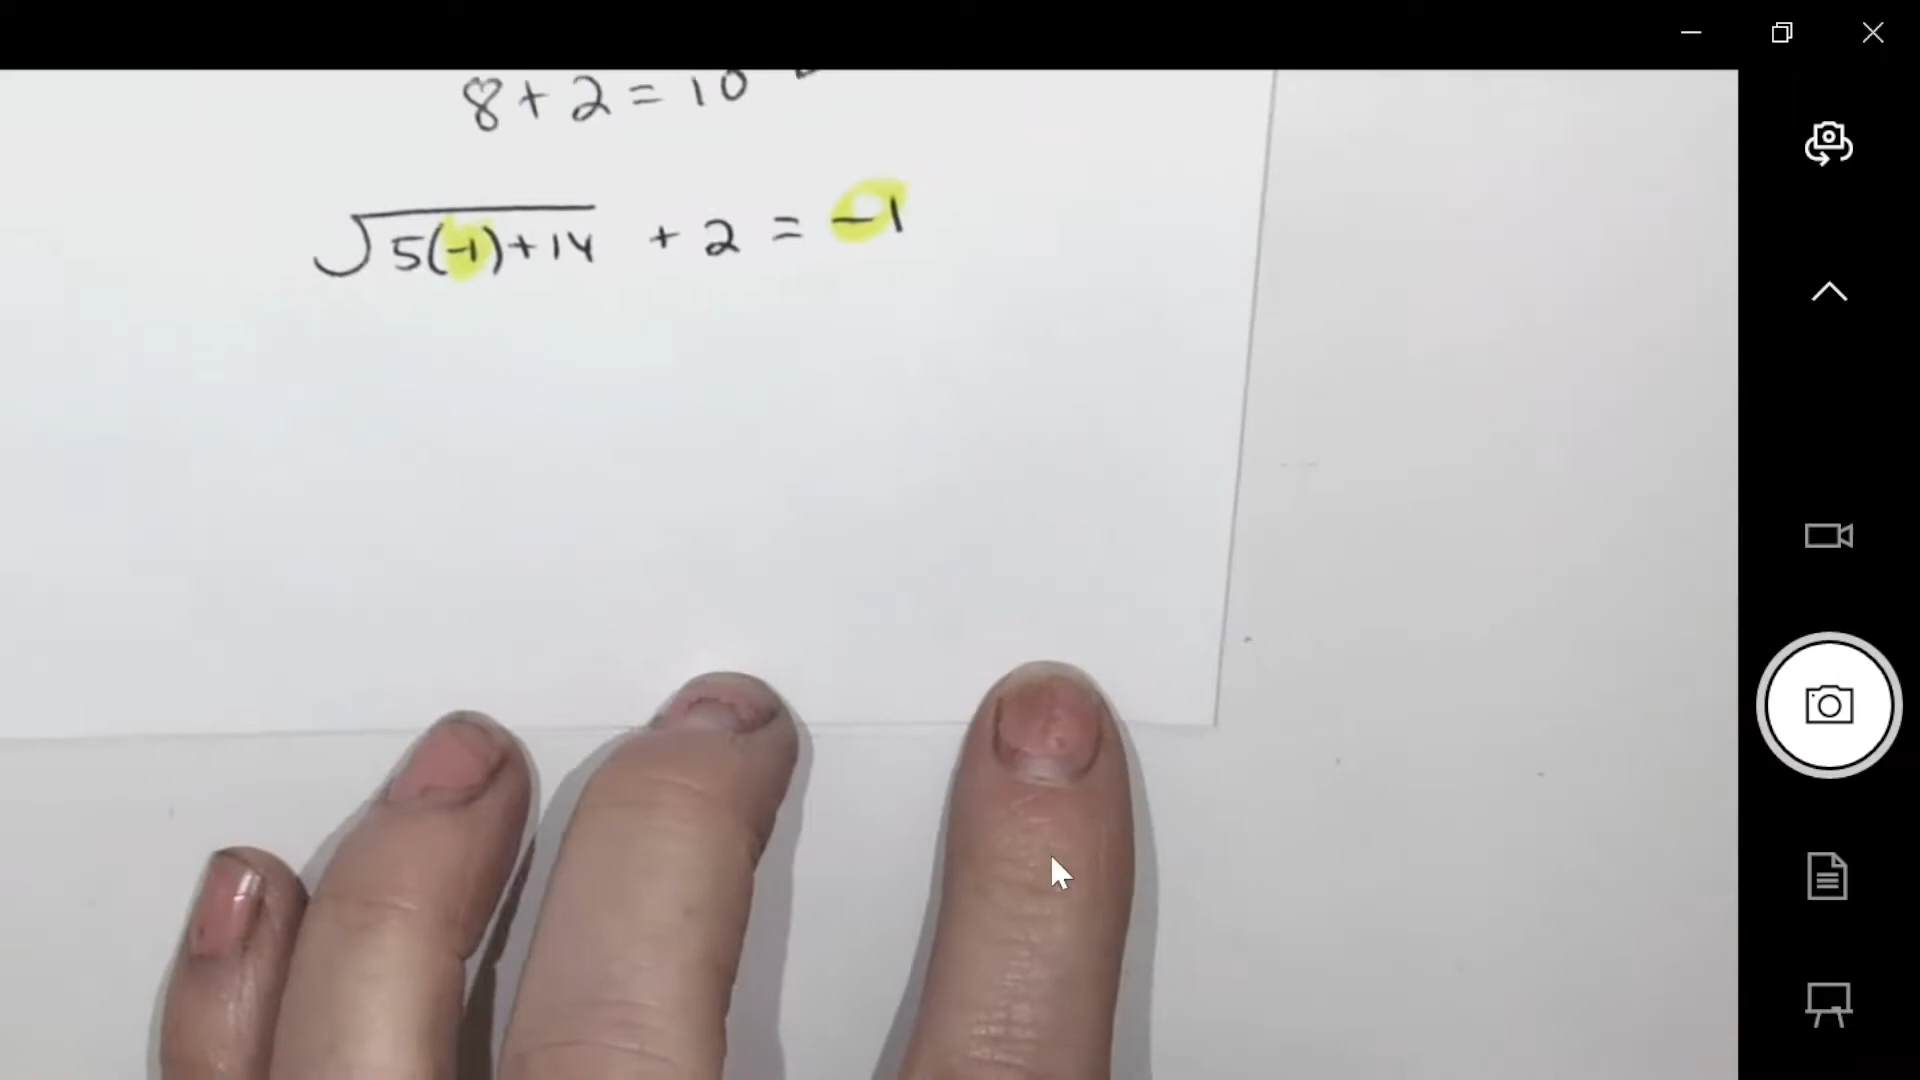 8 + 2 = 10
√5(-1)+14 + 2 = -1